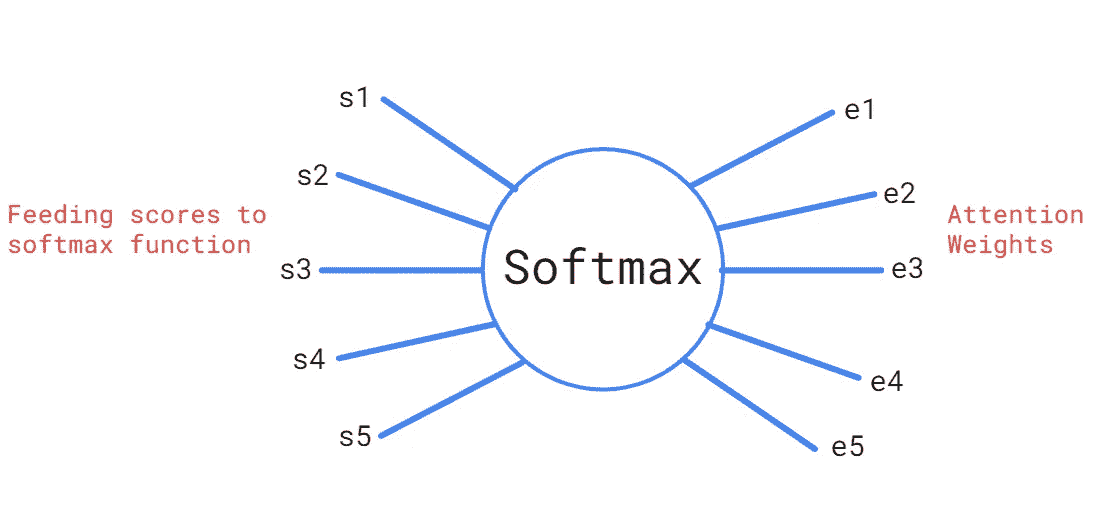 s1
s2
Feeding scores to
softmax function
s3
s4
s5
Softmax
e1
e2
e3
e4
e5
Attention
Weights